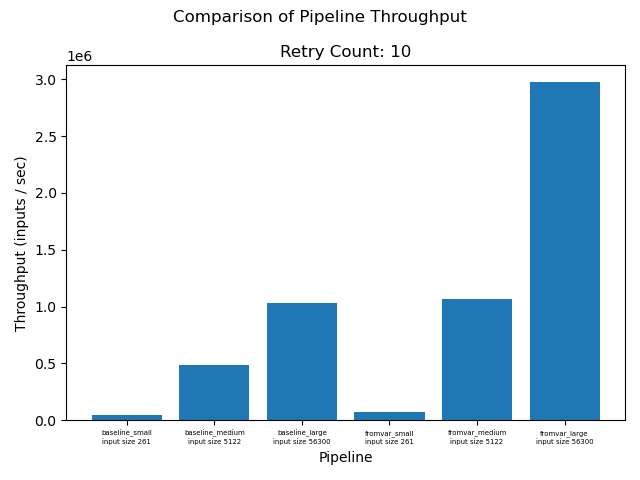 Comparison of Pipeline Throughput
Retry Count: 10
1e6
3.0
2.5
2.0
1.5
1.0
0.5
0.0
Throughput (inputs / sec)
baseline_small
input size 261
baseline_medium
input size 5122
baseline_large
input size 56300
fromvar_small
input size 261
fromvar_medium
input size 5122
fromvar_large
input size 56300
Pipeline